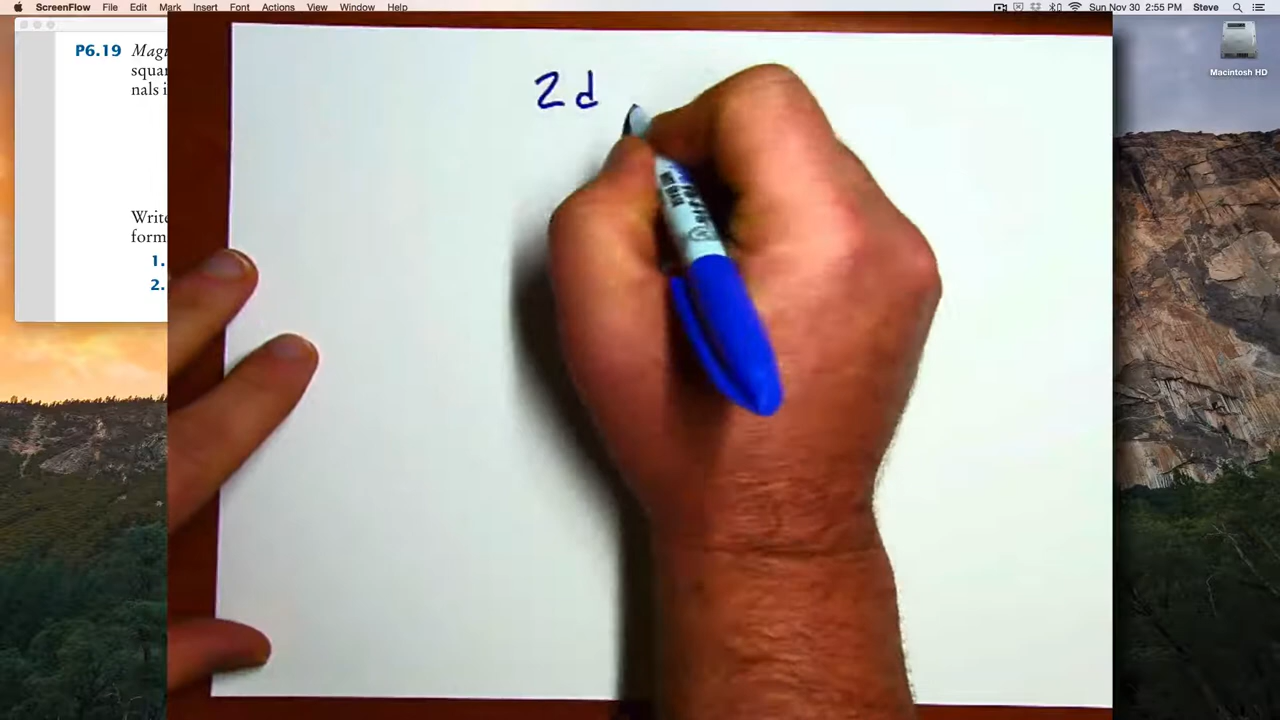 ScreenFlow File Edit Mark Insert Font Actions View Window Help Sun Nov 30 2:55 PM Steve
Macintosh HD
P6.19 Magi
squar
nals i
Write
form
1.
2.
2d